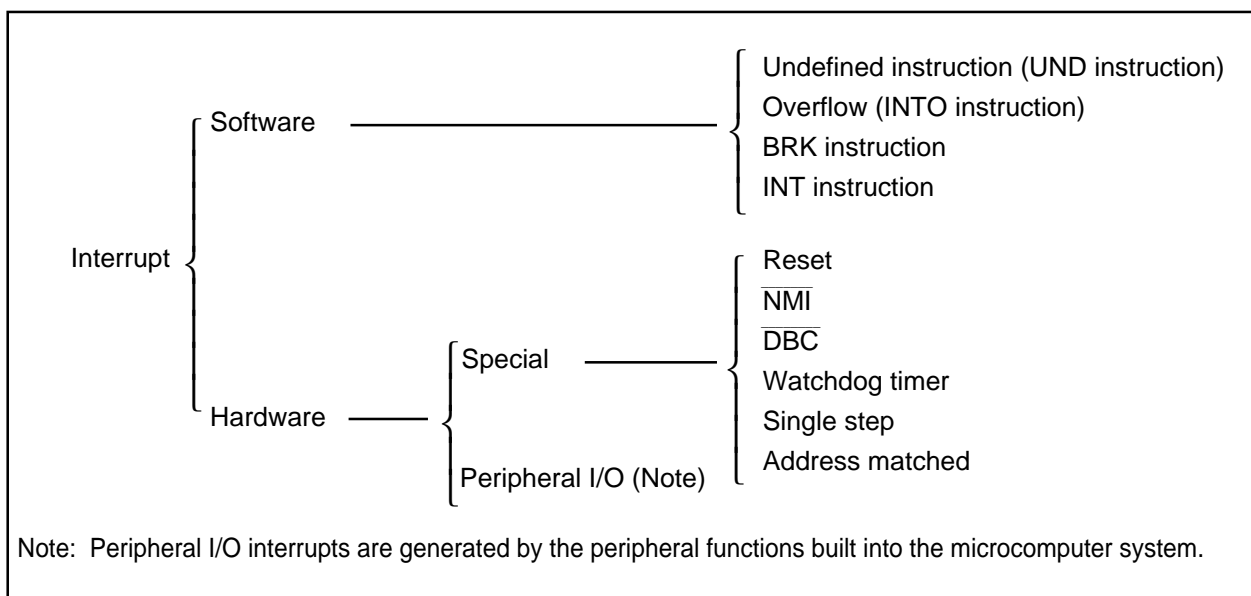 Undefined instruction (UND instruction)
Overflow (INTO instruction)
Software
BRK instruction
INT instruction
Interrupt
Reset
N̅M̅I̅
D̅B̅C̅
Special
Watchdog timer
Hardware
Single step
Address matched
Peripheral I/O (Note)
Note: Peripheral I/O interrupts are generated by the peripheral functions built into the microcomputer system.